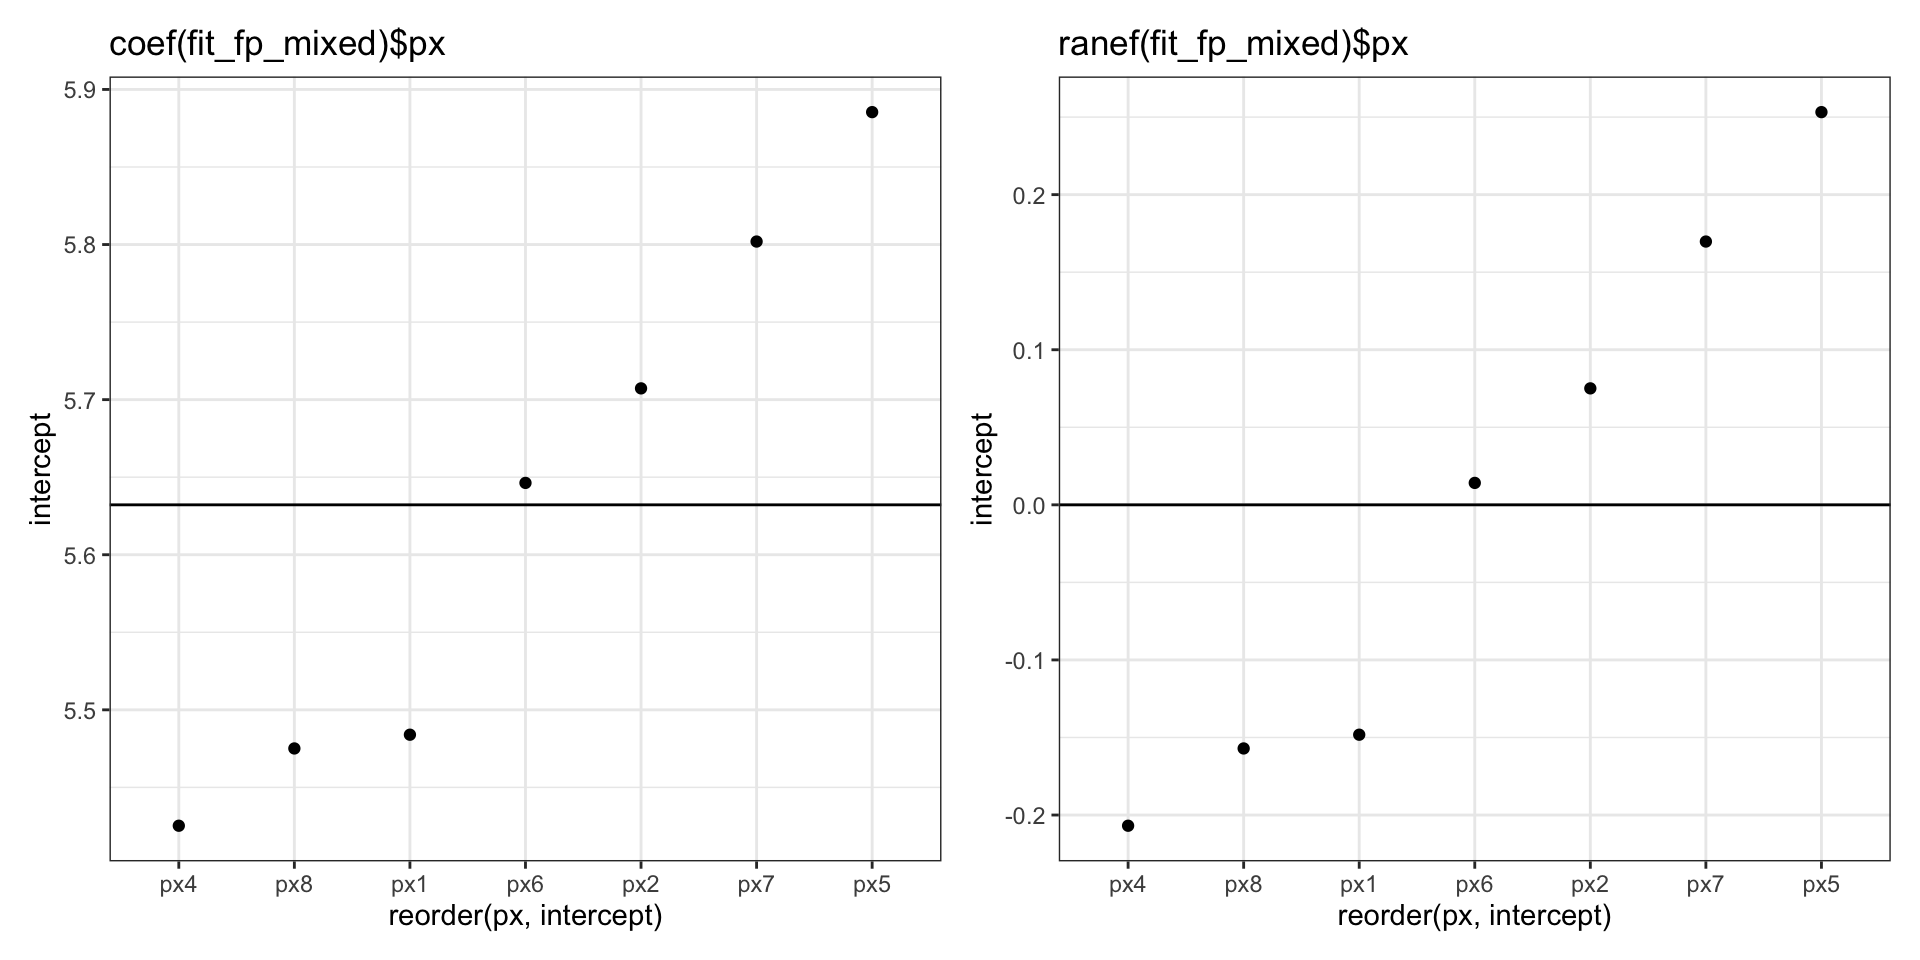 coef(fit_fp_mixed)$px
5.9
5.8
5.7
5.6
5.5
intercept
px4 px8 px1 px6 px2 px7 px5
reorder(px, intercept)
ranef(fit_fp_mixed)$px
0.2
0.1
0.0
-0.1
-0.2
intercept
px4 px8 px1 px6 px2 px7 px5
reorder(px, intercept)